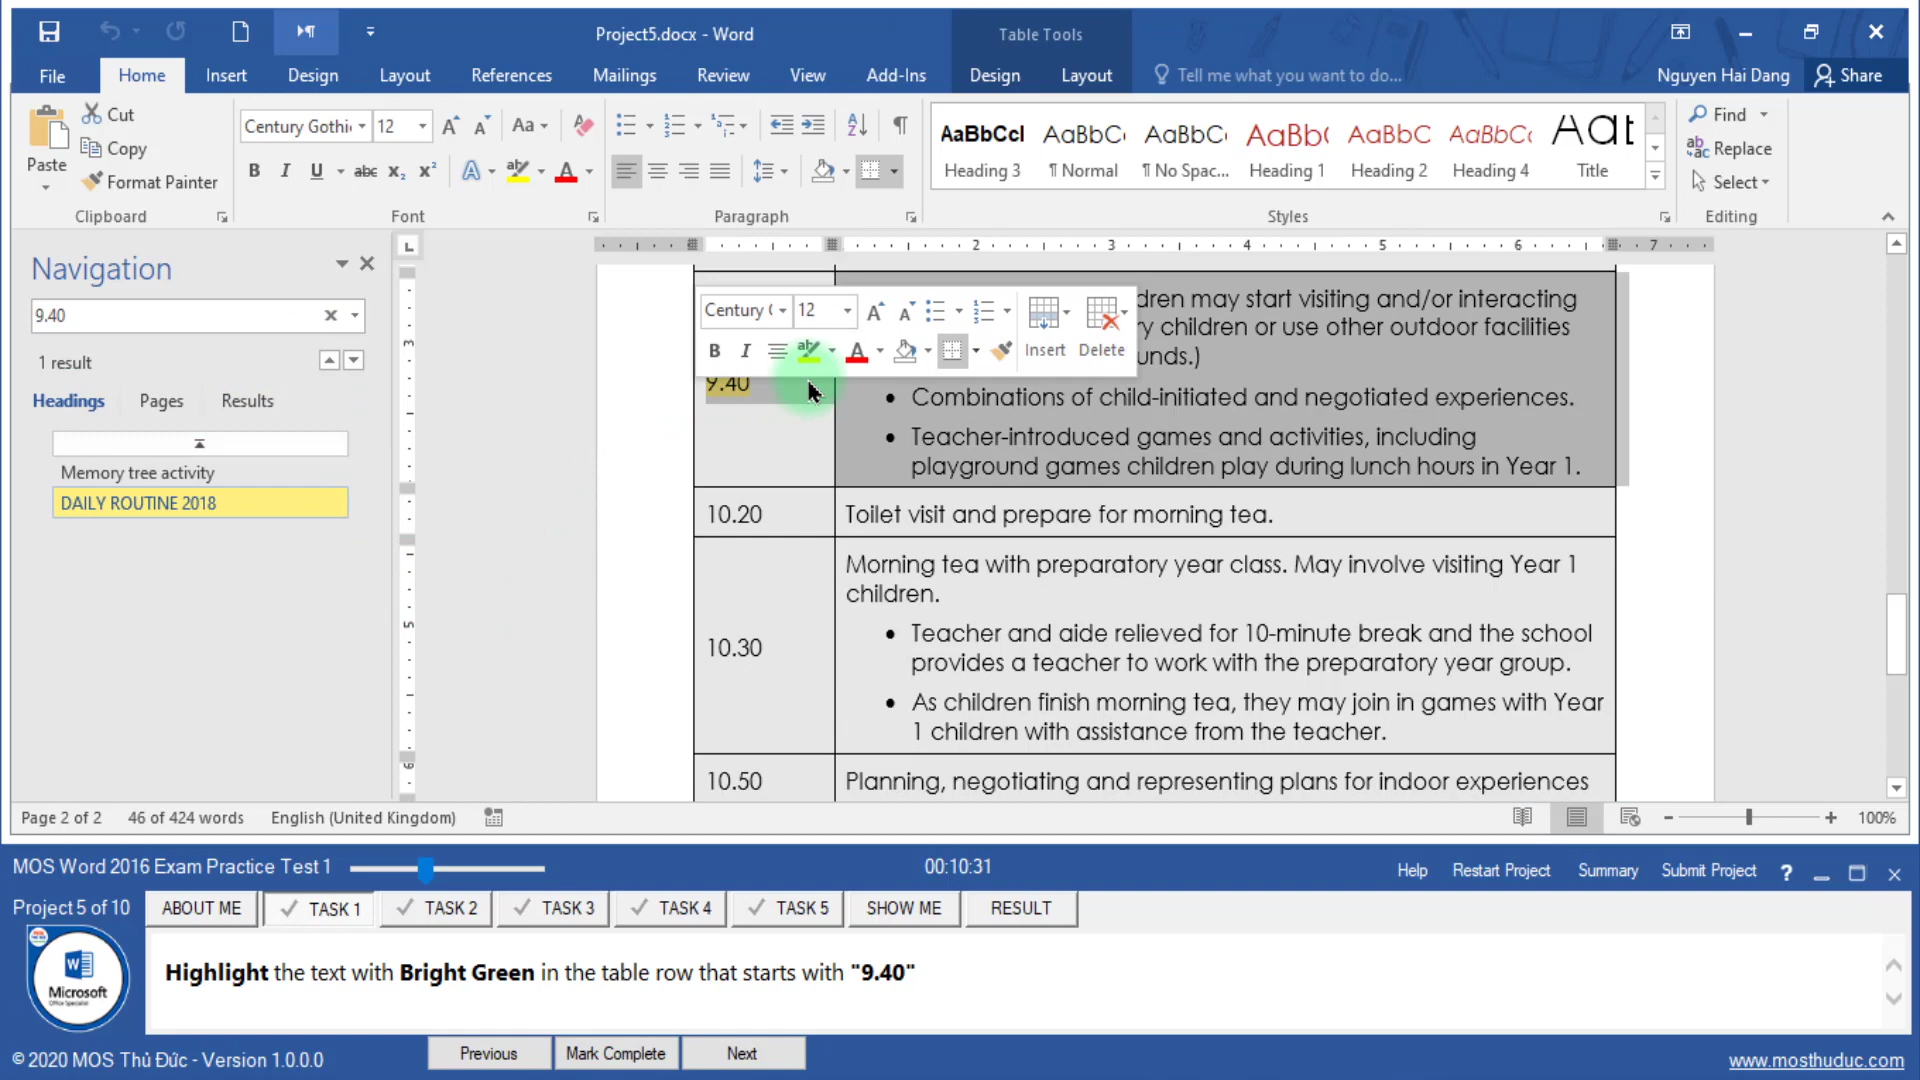 Project5.docx - Word
Table Tools
File
Home
Insert
Design
Layout
References
Mailings
Review
View
Add-Ins
Design
Layout
Tell me what you want to do...
Nguyen Hai Dang
Share
Paste
Cut
Copy
Format Painter
Clipboard
Century Gothi
12
Font
Paragraph
AaBbCcI
Heading 3
AaBbC
¶ Normal
AaBbC
¶ No Spac...
AaBb(
Heading 1
AaBbC
Heading 2
AaBbC
Heading 4
Title
Styles
Find
Replace
Select
Editing
Navigation
9.40
1 result
Headings
Pages
Results
Memory tree activity
DAILY ROUTINE 2018
2 3 4 5 6 7
Century (
12
Insert
Delete
9.40
dren may start visiting and/or interacting
y children or use other outdoor facilities
unds.)
• Combinations of child-initiated and negotiated experiences.
• Teacher-introduced games and activities, including
playground games children play during lunch hours in Year 1.
10.20
Toilet visit and prepare for morning tea.
10.30
Morning tea with preparatory year class. May involve visiting Year 1
children.
• Teacher and aide relieved for 10-minute break and the school
provides a teacher to work with the preparatory year group.
• As children finish morning tea, they may join in games with Year
1 children with assistance from the teacher.
10.50
Planning, negotiating and representing plans for indoor experiences
Page 2 of 2
46 of 424 words
English (United Kingdom)
100%
MOS Word 2016 Exam Practice Test 1
00:10:31
Help
Restart Project
Summary
Submit Project
Project 5 of 10
ABOUT ME
TASK 1
TASK 2
TASK 3
TASK 4
TASK 5
SHOW ME
RESULT
Microsoft
Highlight the text with Bright Green in the table row that starts with "9.40"
Previous
Mark Complete
Next
© 2020 MOS Thủ Đức - Version 1.0.0.0
www.mosthuduc.com